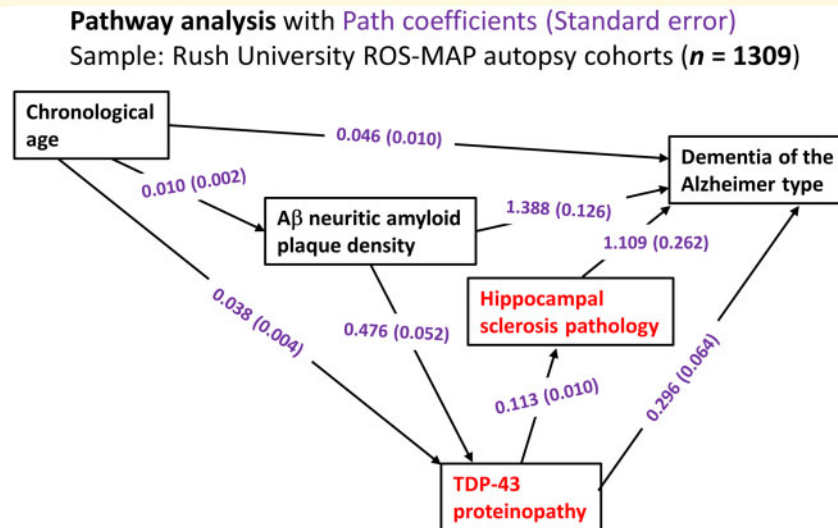 Pathway analysis with Path coefficients (Standard error)
Sample: Rush University ROS-MAP autopsy cohorts (n = 1309)
Chronological
age
0.046 (0.010)
Dementia of the
Alzheimer type
0.010 (0.002)
Aβ neuritic amyloid
plaque density
1.388 (0.126)
1.109 (0.262)
Hippocampal
sclerosis pathology
0.038 (0.004)
0.476 (0.052)
0.113 (0.010)
0.296 (0.064)
TDP-43
proteinopathy